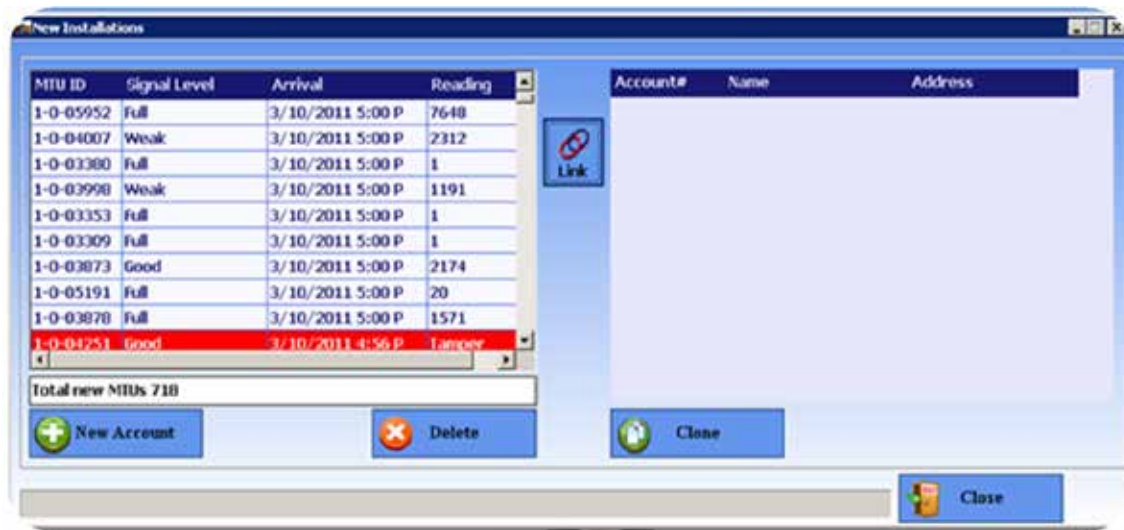 New Installations
MTU ID Signal Level Arrival Reading
1-0-05952 Full 3/10/2011 5:00 P 7648
1-0-04007 Weak 3/10/2011 5:00 P 2312
1-0-03380 Full 3/10/2011 5:00 P 1
1-0-03998 Weak 3/10/2011 5:00 P 1191
1-0-03353 Full 3/10/2011 5:00 P 1
1-0-03309 Full 3/10/2011 5:00 P 1
1-0-03873 Good 3/10/2011 5:00 P 2174
1-0-05191 Full 3/10/2011 5:00 P 20
1-0-03878 Full 3/10/2011 5:00 P 1571
1-0-04251 Good 3/10/2011 4:56 P Tamper
Total new MTUs 718
New Account
Delete
Link
Account# Name Address
Clone
Close